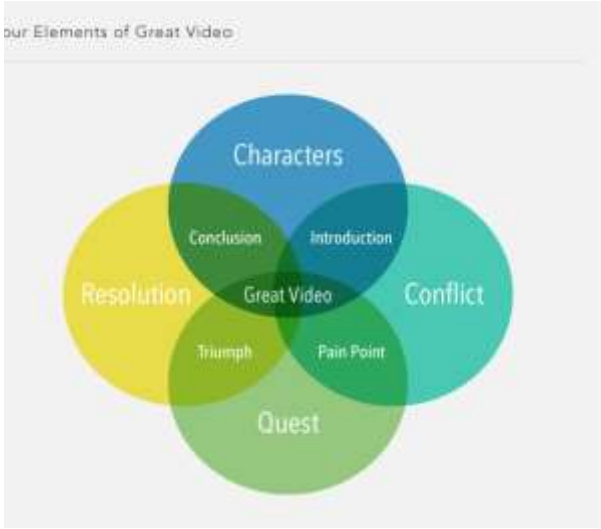 our Elements of Great Video
Characters
Conclusion
Introduction
Resolution
Great Video
Conflict
Triumph
Pain Point
Quest